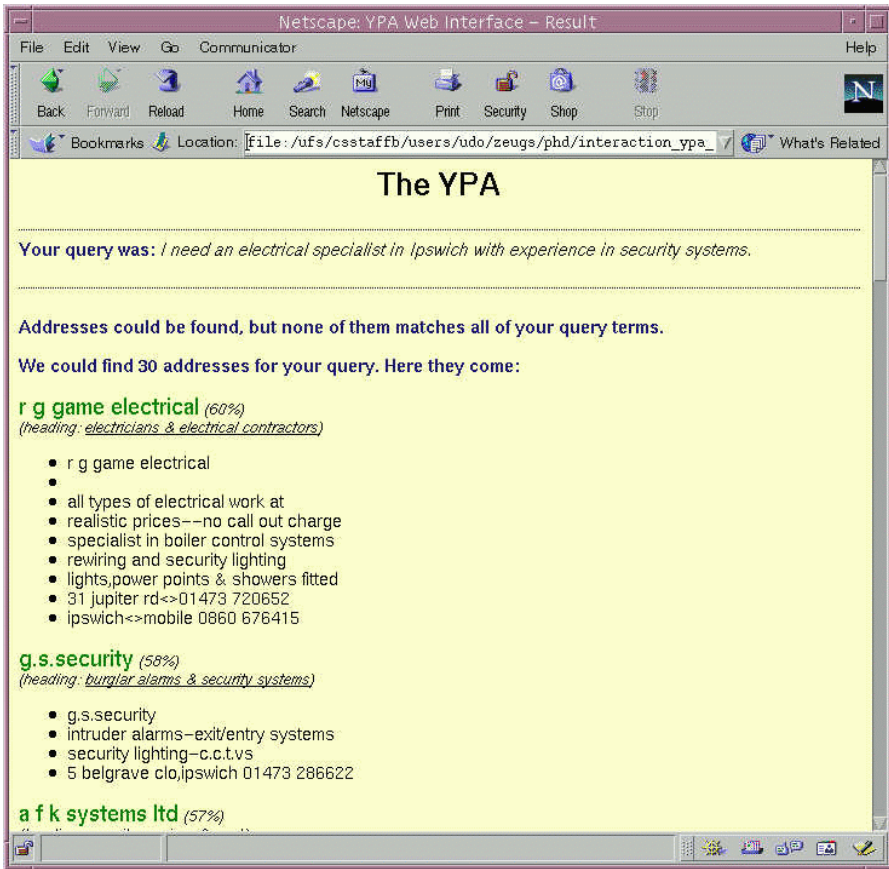 Netscape: YPA Web Interface – Result
File Edit View Go Communicator Help
My
N
Back Forward Reload Home Search Netscape Print Security Shop Stop
Bookmarks Location: file:/ufs/csstaffb/users/udo/zeugs/phd/interaction_ypa_ What's Related
The YPA
Your query was: I need an electrical specialist in Ipswich with experience in security systems.
Addresses could be found, but none of them matches all of your query terms.
We could find 30 addresses for your query. Here they come:
r g game electrical (60%)
(heading: electricians & electrical contractors)
r g game electrical
all types of electrical work at
realistic prices--no call out charge
specialist in boiler control systems
rewiring and security lighting
lights,power points & showers fitted
31 jupiter rd<>01473 720652
ipswich<>mobile 0860 676415
g.s.security (58%)
(heading: burglar alarms & security systems)
g.s.security
intruder alarms-exit/entry systems
security lighting-c.c.t.vs
5 belgrave clo,ipswich 01473 286622
a f k systems ltd (57%)